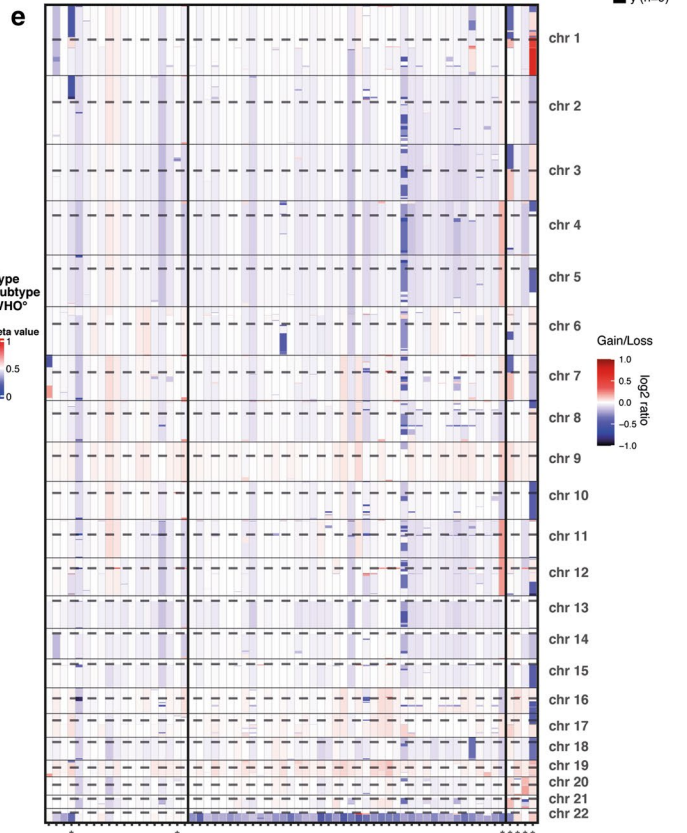 e
chr 1
chr 2
chr 3
chr 4
chr 5
chr 6
chr 7
chr 8
chr 9
chr 10
chr 11
chr 12
chr 13
chr 14
chr 15
chr 16
chr 17
chr 18
chr 19
chr 20
chr 21
chr 22
ype
ubtype
VHO°
eta value
1
0.5
0
Gain/Loss
1.0
0.5
0.0
−0.5
−1.0
log2 ratio